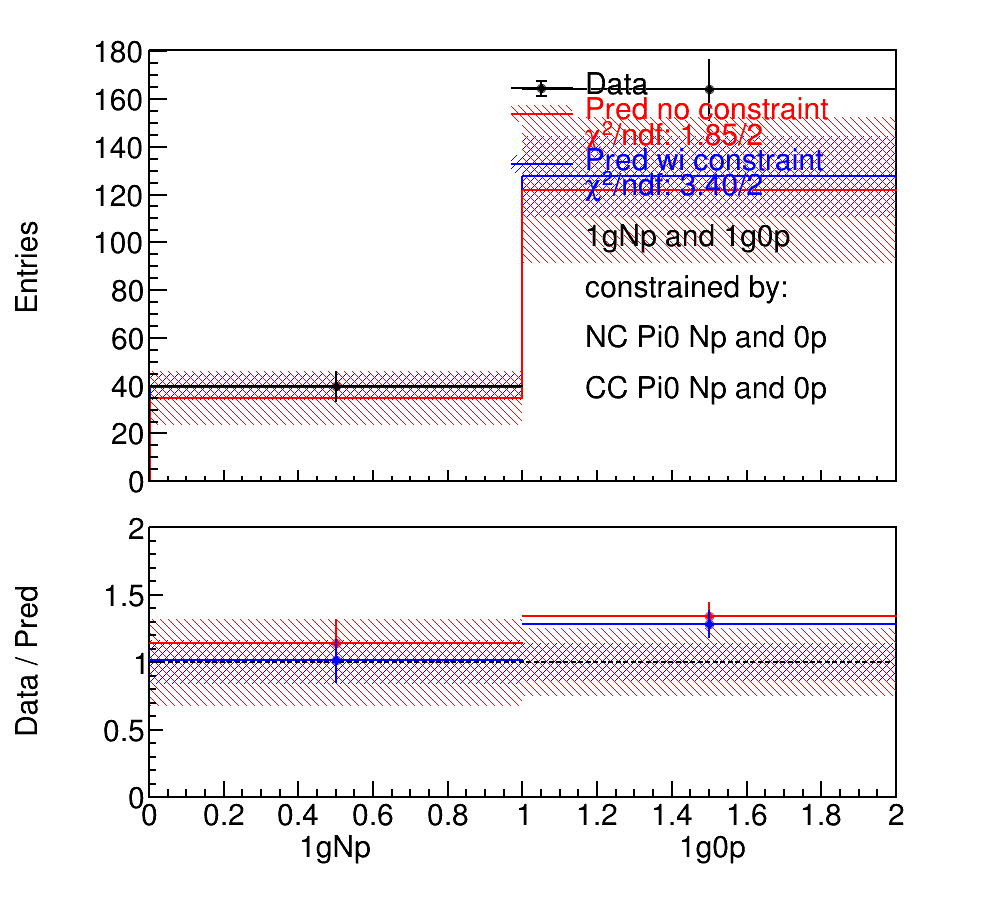 180
160
140
120
100
80
60
40
20
0
Entries
Data
Pred no constraint
χ²/ndf: 1.85/2
Pred wi constraint
χ²/ndf: 3.40/2
1gNp and 1g0p
constrained by:
NC Pi0 Np and 0p
CC Pi0 Np and 0p
2
1.5
1
0.5
0
Data / Pred
0 0.2 0.4 0.6 0.8 1 1.2 1.4 1.6 1.8 2
1gNp 1g0p